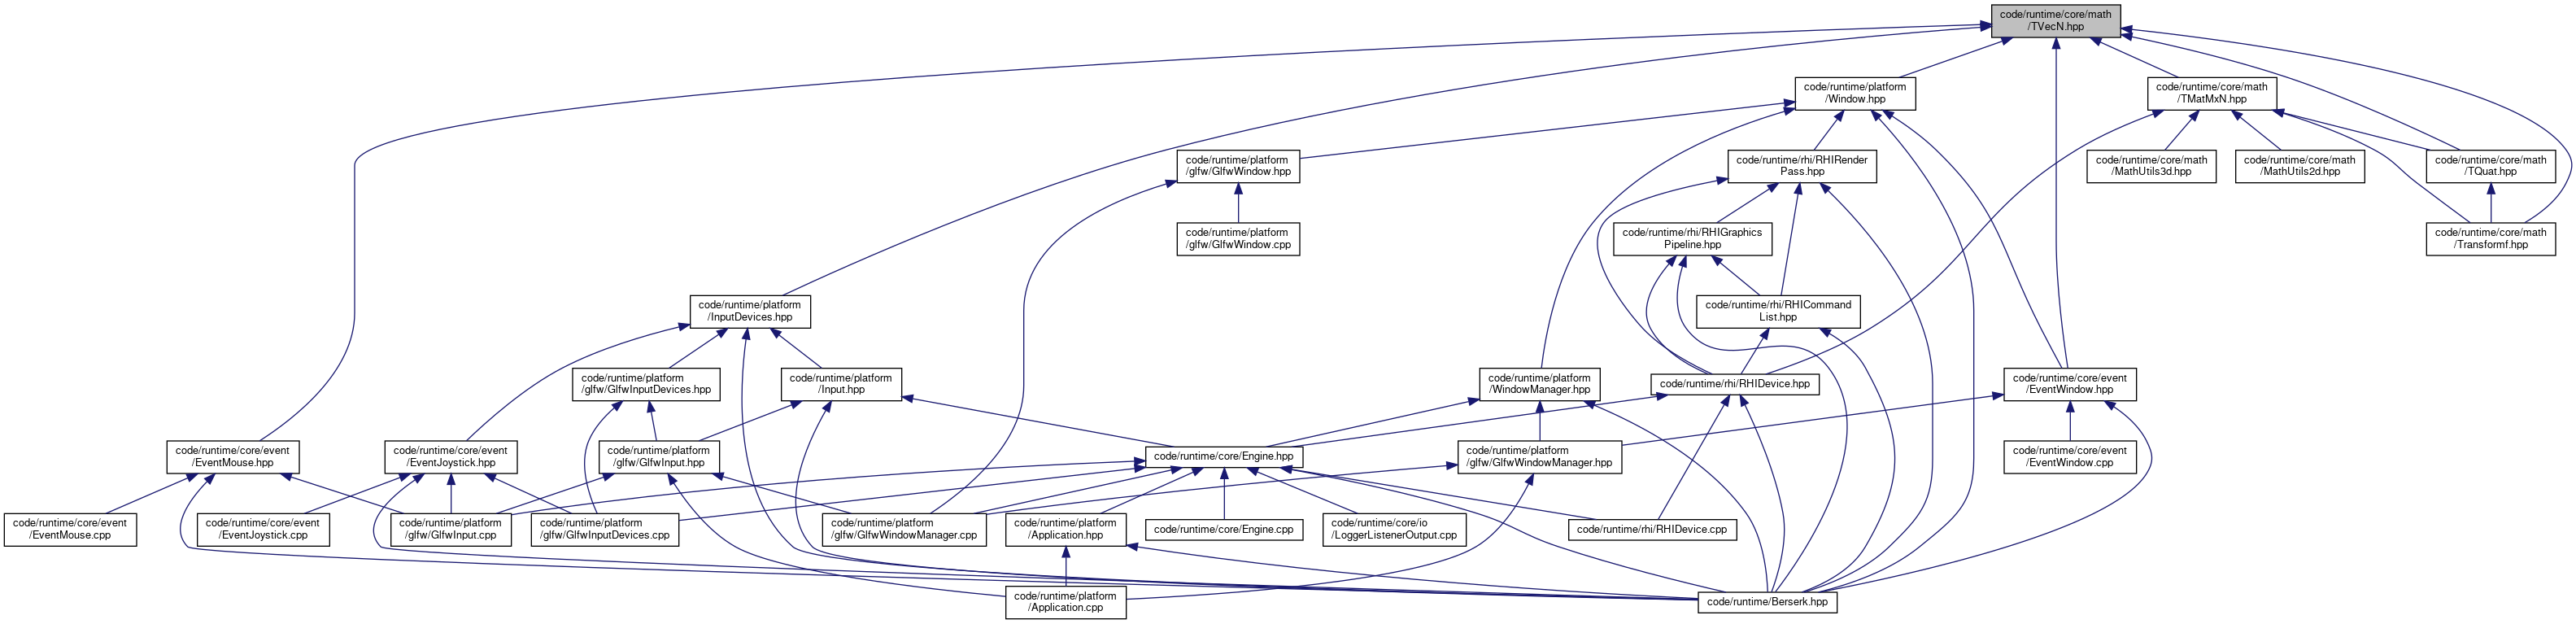 code/runtime/core/math
/TVecN.hpp
code/runtime/platform
/Window.hpp
code/runtime/core/math
/TMatMxN.hpp
code/runtime/platform
/glfw/GlfwWindow.hpp
code/runtime/rhi/RHIRender
Pass.hpp
code/runtime/core/math
/MathUtils3d.hpp
code/runtime/core/math
/MathUtils2d.hpp
code/runtime/core/math
/TQuat.hpp
code/runtime/platform
/glfw/GlfwWindow.cpp
code/runtime/rhi/RHIGraphics
Pipeline.hpp
code/runtime/core/math
/Transformf.hpp
code/runtime/platform
/InputDevices.hpp
code/runtime/rhi/RHICommand
List.hpp
code/runtime/platform
/glfw/GlfwInputDevices.hpp
code/runtime/platform
/Input.hpp
code/runtime/platform
/WindowManager.hpp
code/runtime/rhi/RHIDevice.hpp
code/runtime/core/event
/EventWindow.hpp
code/runtime/core/event
/EventMouse.hpp
code/runtime/core/event
/EventJoystick.hpp
code/runtime/platform
/glfw/GlfwInput.hpp
code/runtime/core/Engine.hpp
code/runtime/platform
/glfw/GlfwWindowManager.hpp
code/runtime/core/event
/EventWindow.cpp
code/runtime/core/event
/EventMouse.cpp
code/runtime/core/event
/EventJoystick.cpp
code/runtime/platform
/glfw/GlfwInput.cpp
code/runtime/platform
/glfw/GlfwInputDevices.cpp
code/runtime/platform
/glfw/GlfwWindowManager.cpp
code/runtime/platform
/Application.hpp
code/runtime/core/Engine.cpp
code/runtime/core/io
/LoggerListenerOutput.cpp
code/runtime/rhi/RHIDevice.cpp
code/runtime/platform
/Application.cpp
code/runtime/Berserk.hpp